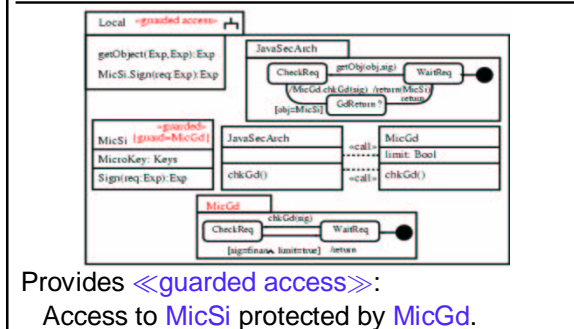 Local «guarded access»
getObject(Exp,Exp):Exp
MicSi.Sign(req:Exp):Exp
JavaSecArch
CheckReq getObj(obj,sig) WaitReq
/MicGd.chkGd(sig) /return(MicSi)
return
[obj=MicSi] GdReturn ?
«guarded»
MicSi {guard=MicGd}
MicroKey: Keys
Sign(req:Exp):Exp
JavaSecArch
chkGd()
«call»
«call»
MicGd
limit: Bool
chkGd()
MicGd
chkGd(sig)
CheckReq WaitReq
limit=true] /return
Provides ≪guarded access≫:
Access to MicSi protected by MicGd.